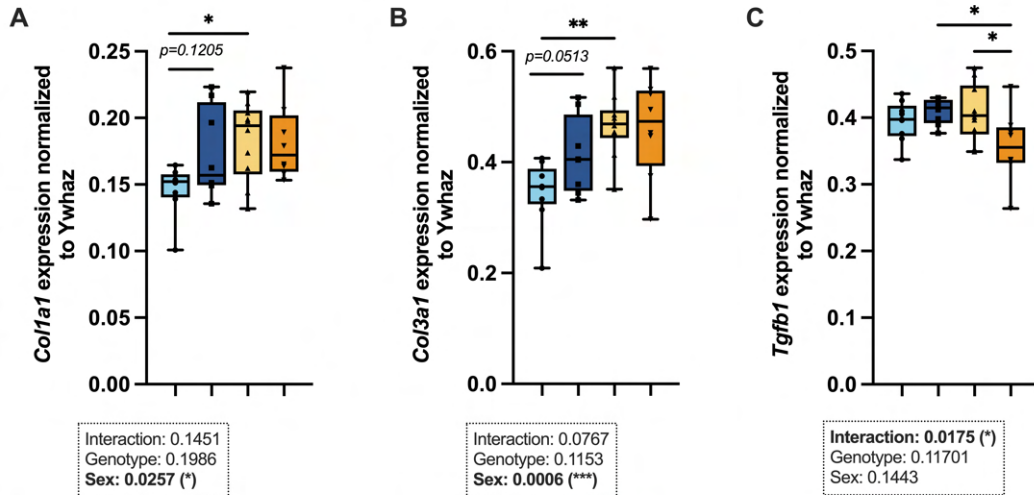 A
Col1a1 expression normalized
to Ywhaz
0.25
0.20
0.15
0.10
0.05
0.00
*
p=0.1205
Interaction: 0.1451
Genotype: 0.1986
Sex: 0.0257 (*)
B
Col3a1 expression normalized
to Ywhaz
0.6
0.4
0.2
0.0
**
p=0.0513
Interaction: 0.0767
Genotype: 0.1153
Sex: 0.0006 (***)
C
Tgfb1 expression normalized
to Ywhaz
0.5
0.4
0.3
0.2
0.1
0.0
*
*
Interaction: 0.0175 (*)
Genotype: 0.11701
Sex: 0.1443